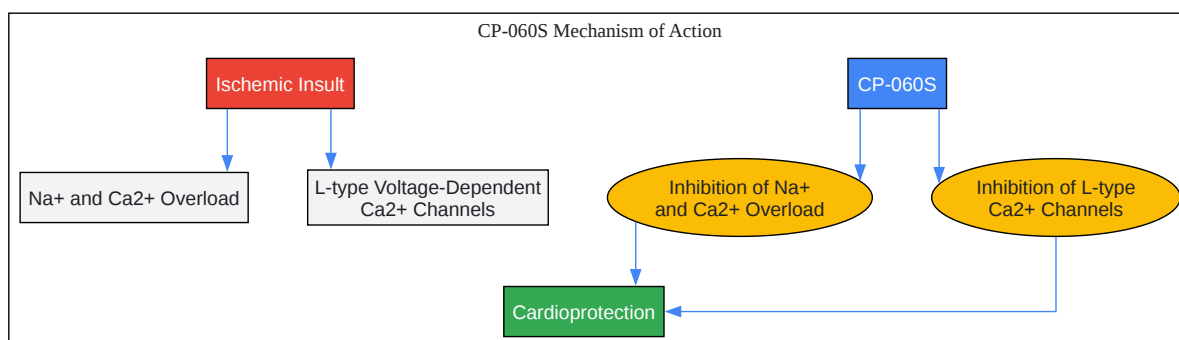 CP-060S Mechanism of Action
Ischemic Insult
CP-060S
Na+ and Ca2+ Overload
L-type Voltage-Dependent
Ca2+ Channels
Inhibition of Na+
and Ca2+ Overload
Inhibition of L-type
Ca2+ Channels
Cardioprotection